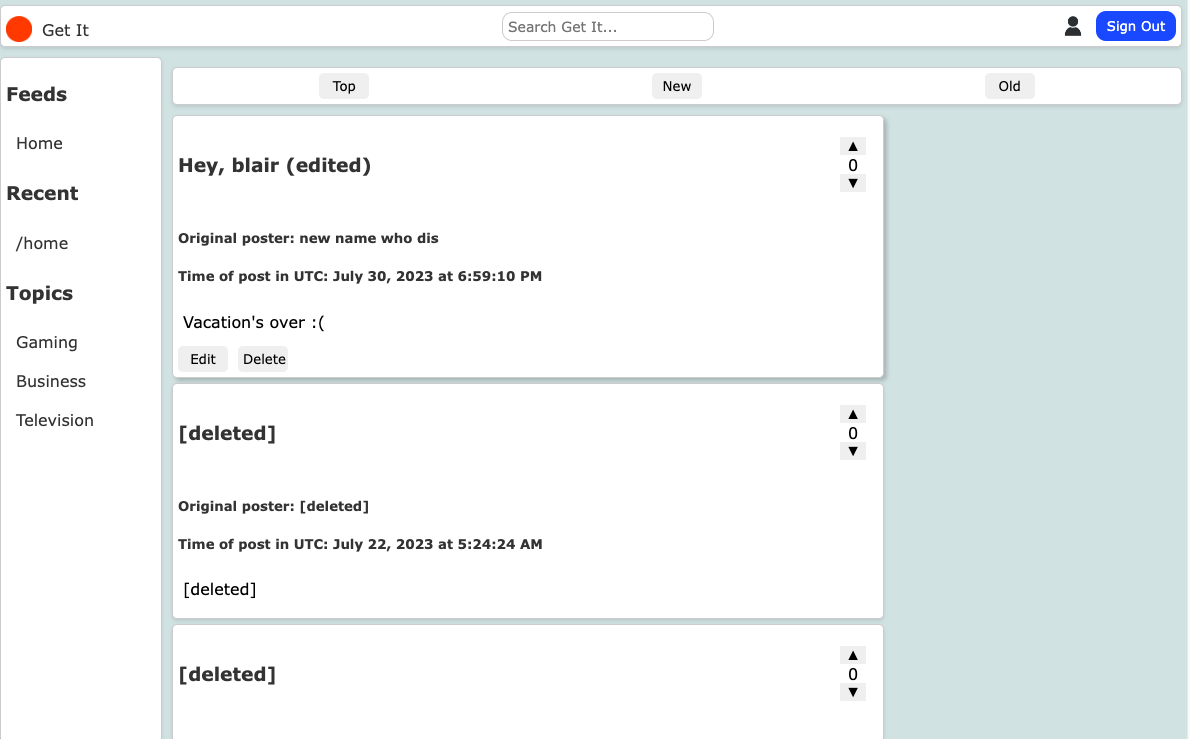 Get It
Search Get It...
Sign Out
Feeds
Home
Recent
/home
Topics
Gaming
Business
Television
Top
New
Old
Hey, blair (edited)
▲
0
▼
Original poster: new name who dis
Time of post in UTC: July 30, 2023 at 6:59:10 PM
Vacation's over :(
Edit
Delete
[deleted]
▲
0
▼
Original poster: [deleted]
Time of post in UTC: July 22, 2023 at 5:24:24 AM
[deleted]
[deleted]
▲
0
▼